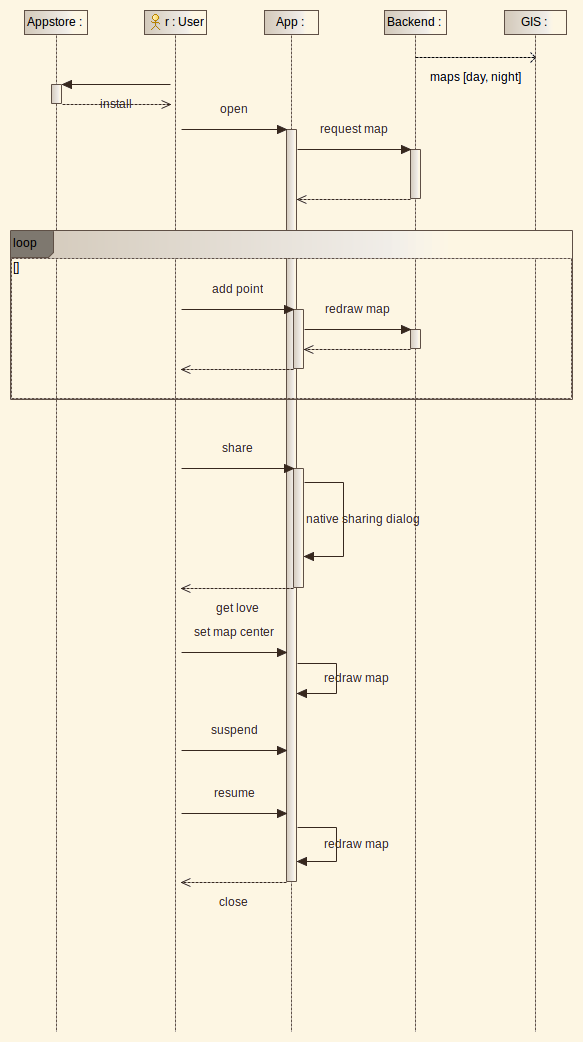 Appstore :
r : User
App :
Backend :
GIS :
maps [day, night]
install
open
request map
loop
[]
add point
redraw map
share
native sharing dialog
get love
set map center
redraw map
suspend
resume
redraw map
close